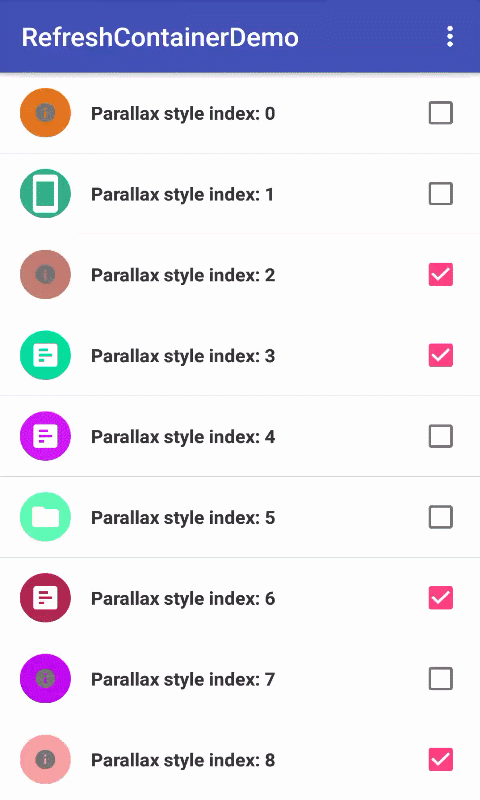 RefreshContainerDemo
Parallax style index: 0
Parallax style index: 1
Parallax style index: 2
Parallax style index: 3
Parallax style index: 4
Parallax style index: 5
Parallax style index: 6
Parallax style index: 7
Parallax style index: 8